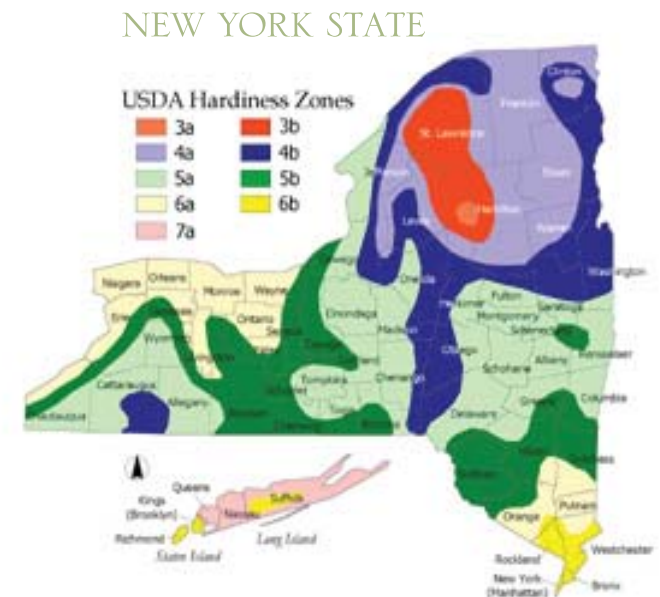 NEW YORK STATE
USDA Hardiness Zones
3a 3b
4a 4b
5a 5b
6a 6b
7a
Clinton
Franklin
St. Lawrence
Jefferson
Essex
Lewis
Hamilton
Warren
Oswego
Oneida
Washington
Niagara Orleans
Monroe Wayne
Herkimer Fulton
Saratoga
Erie Genesee
Ontario
Seneca
Onondaga
Montgomery
Schenectady
Wyoming
Livingston
Cayuga
Madison
Otsego
Albany
Rensselaer
Cortland
Schoharie
Cattaraugus
Tompkins
Chenango
Allegany
Schuyler
Greene
Columbia
Chautauqua
Steuben
Tioga
Chemung
Broome
Delaware
Ulster
Dutchess
Sullivan
Orange
Putnam
Queens
Suffolk
Kings
(Brooklyn)
Nassau
Richmond
Long Island
Staten Island
Westchester
Rockland
New York
(Manhattan)
Bronx